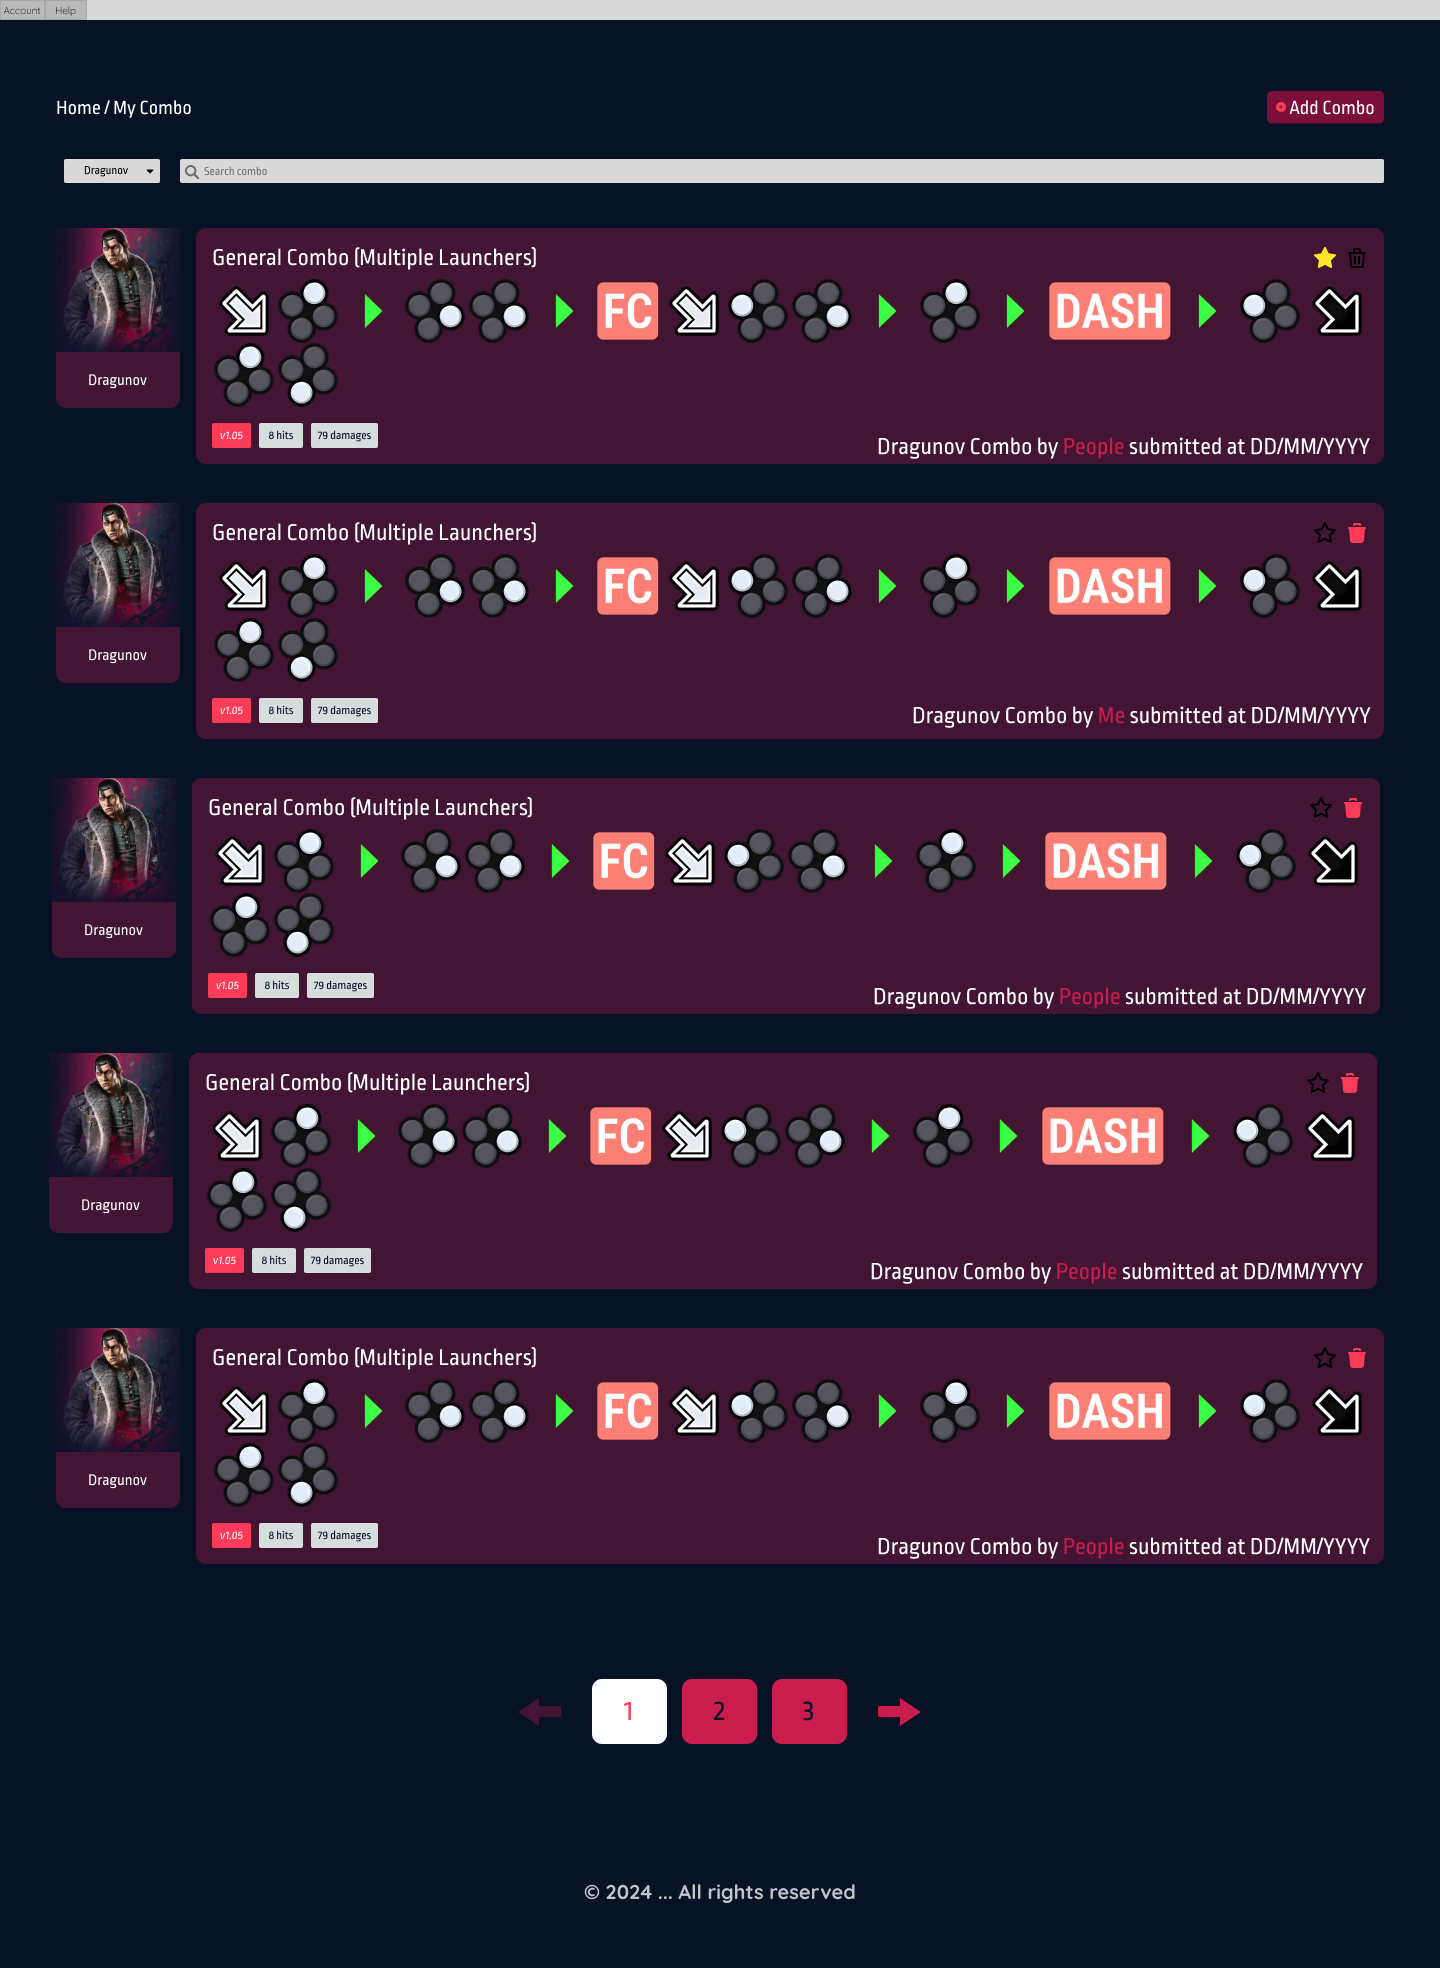 Account Help
Home / My Combo
Add Combo
Dragunov
Search combo
General Combo (Multiple Launchers)
FC DASH
Dragunov
v1.05 8 hits 79 damages
Dragunov Combo by People submitted at DD/MM/YYYY
General Combo (Multiple Launchers)
FC DASH
Dragunov
v1.05 8 hits 79 damages
Dragunov Combo by Me submitted at DD/MM/YYYY
General Combo (Multiple Launchers)
FC DASH
Dragunov
v1.05 8 hits 79 damages
Dragunov Combo by People submitted at DD/MM/YYYY
General Combo (Multiple Launchers)
FC DASH
Dragunov
v1.05 8 hits 79 damages
Dragunov Combo by People submitted at DD/MM/YYYY
General Combo (Multiple Launchers)
FC DASH
Dragunov
v1.05 8 hits 79 damages
Dragunov Combo by People submitted at DD/MM/YYYY
1 2 3
© 2024 ... All rights reserved